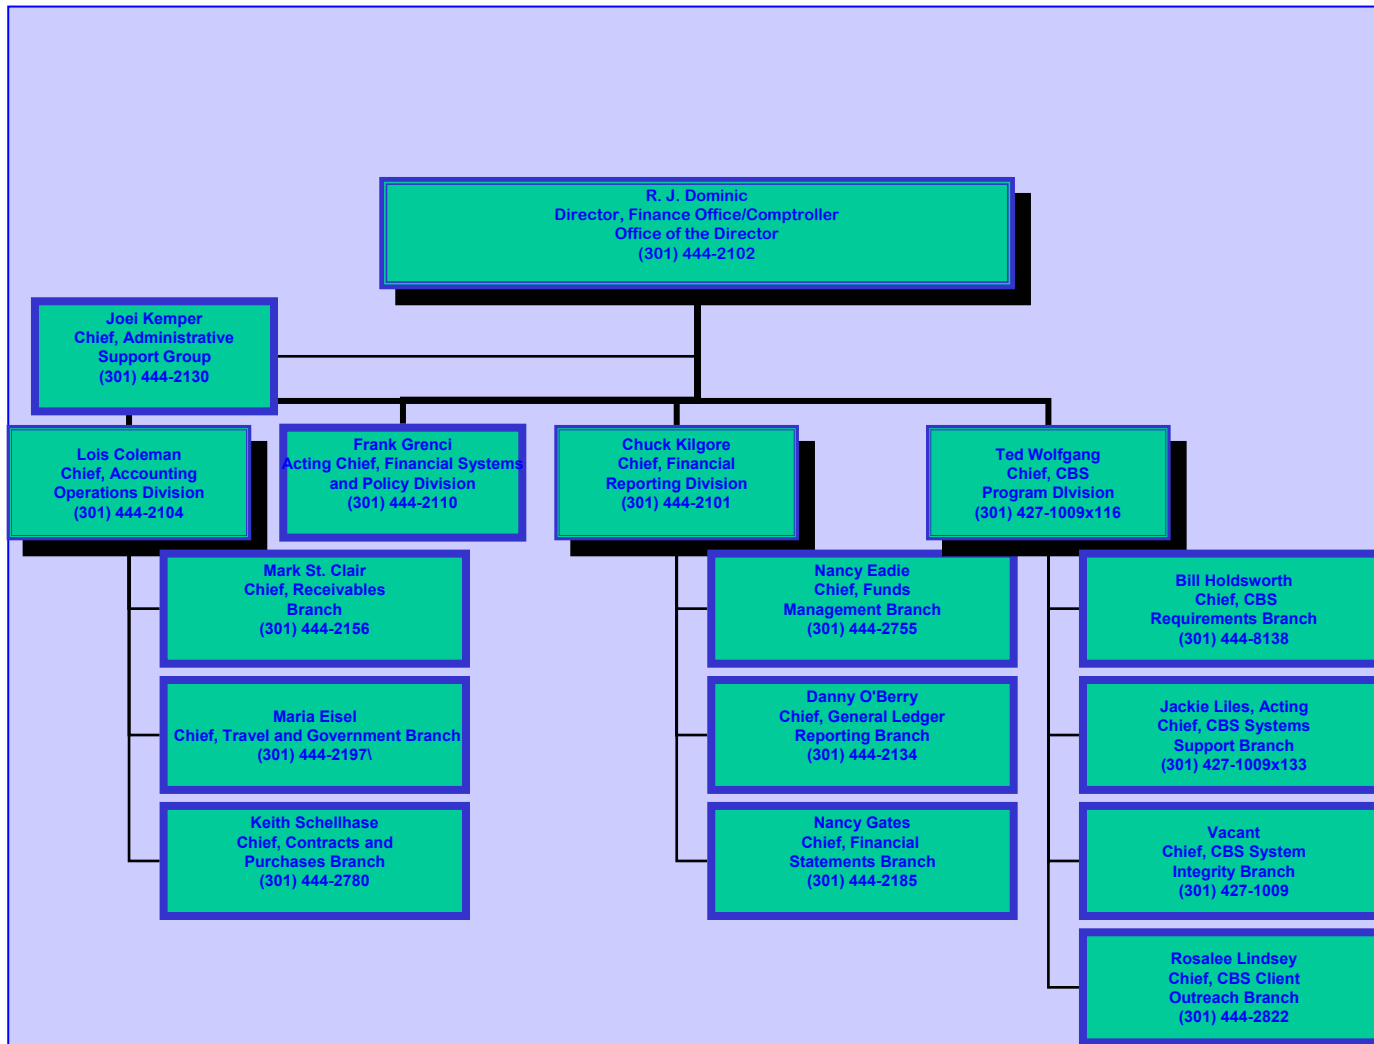 R. J. Dominic
Director, Finance Office/Comptroller
Office of the Director
(301) 444-2102
Joei Kemper
Chief, Administrative
Support Group
(301) 444-2130
Lois Coleman
Chief, Accounting
Operations Division
(301) 444-2104
Frank Grenci
Acting Chief, Financial Systems
and Policy Division
(301) 444-2110
Chuck Kilgore
Chief, Financial
Reporting Division
(301) 444-2101
Ted Wolfgang
Chief, CBS
Program DIvision
(301) 427-1009x116
Mark St. Clair
Chief, Receivables
Branch
(301) 444-2156
Maria Eisel
Chief, Travel and Government Branch
(301) 444-2197\
Keith Schellhase
Chief, Contracts and
Purchases Branch
(301) 444-2780
Nancy Eadie
Chief, Funds
Management Branch
(301) 444-2755
Danny O'Berry
Chief, General Ledger
Reporting Branch
(301) 444-2134
Nancy Gates
Chief, Financial
Statements Branch
(301) 444-2185
Bill Holdsworth
Chief, CBS
Requirements Branch
(301) 444-8138
Jackie Liles, Acting
Chief, CBS Systems
Support Branch
(301) 427-1009x133
Vacant
Chief, CBS System
Integrity Branch
(301) 427-1009
Rosalee Lindsey
Chief, CBS Client
Outreach Branch
(301) 444-2822